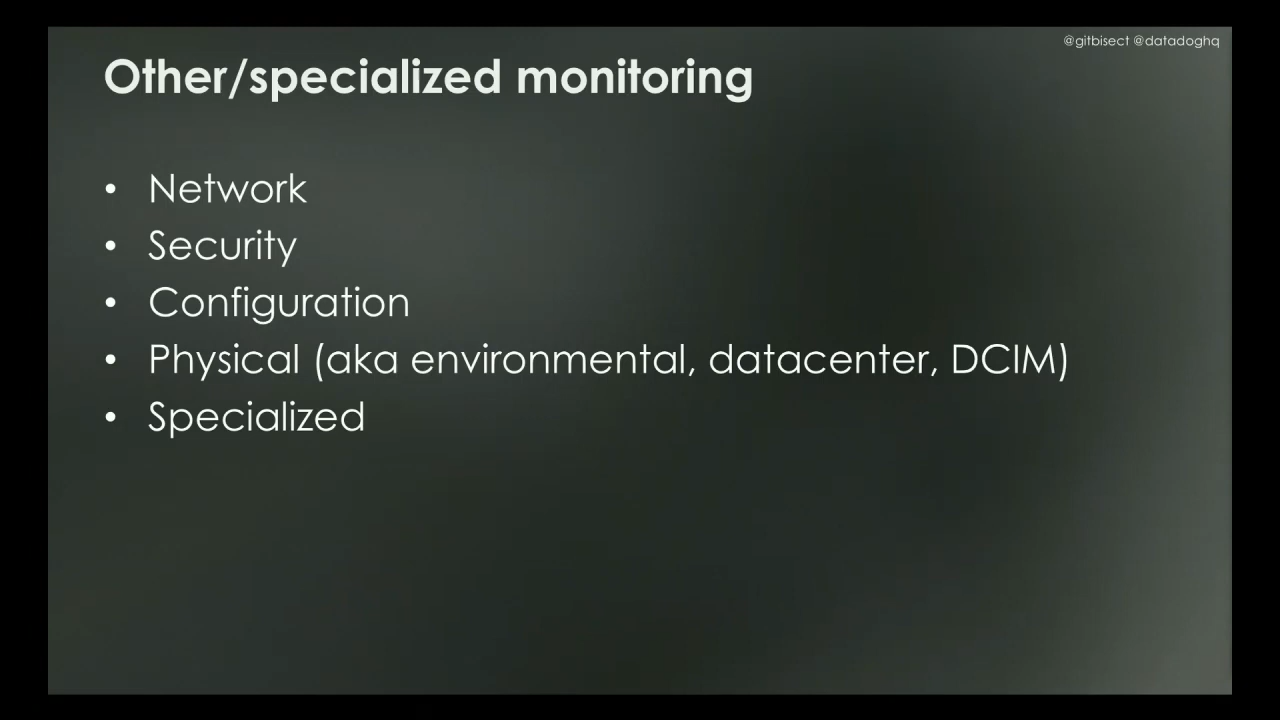 @gitbisect @datadoghq
Other/specialized monitoring
• Network
• Security
• Configuration
• Physical (aka environmental, datacenter, DCIM)
• Specialized